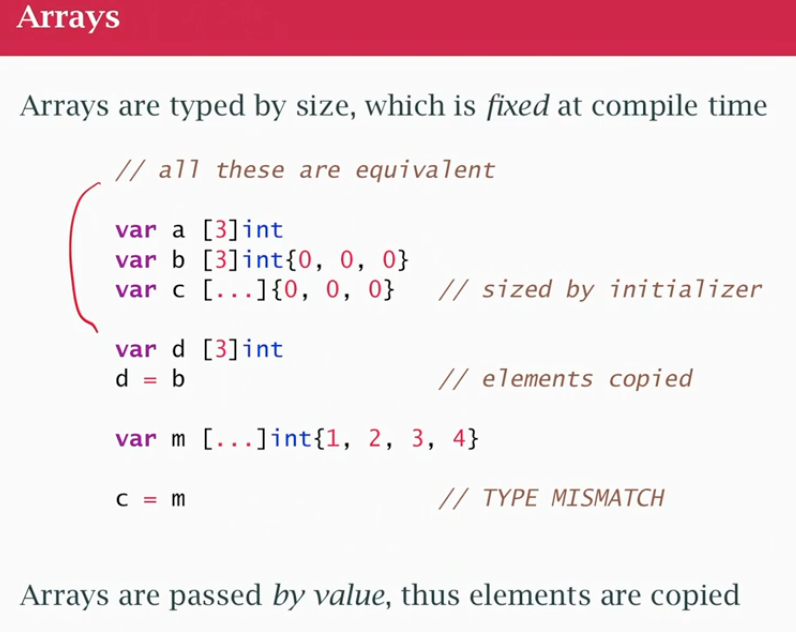 Arrays
Arrays are typed by size, which is fixed at compile time
// all these are equivalent
var a [3]int
var b [3]int{0, 0, 0}
var c [...]{0, 0, 0} // sized by initializer
var d [3]int
d = b // elements copied
var m [...]int{1, 2, 3, 4}
c = m // TYPE MISMATCH
Arrays are passed by value, thus elements are copied